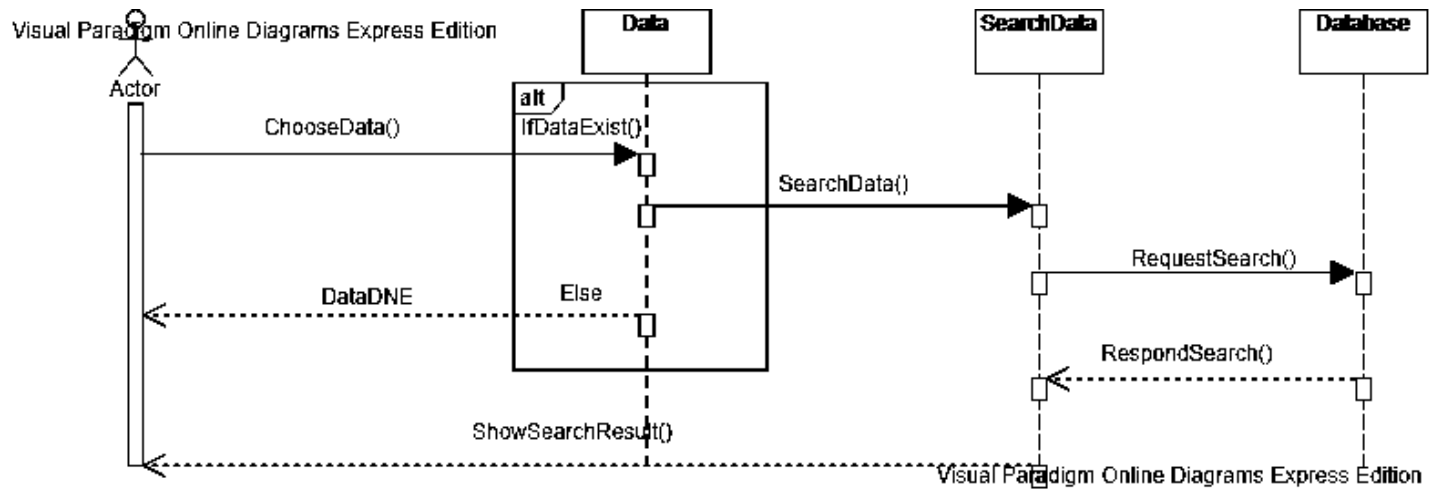 Visual Paradigm Online Diagrams Express Edition
Data
SearchData
Database
Actor
alt
ChooseData()
IfDataExist()
SearchData()
RequestSearch()
DataDNE
Else
RespondSearch()
ShowSearchResult()
Visual Paradigm Online Diagrams Express Edition